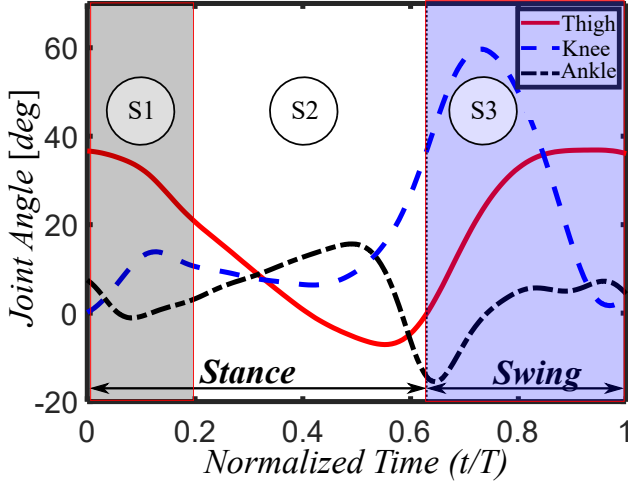 Joint Angle [deg]
60
40
20
0
-20
Thigh
Knee
Ankle
S1
S2
S3
Stance
Swing
0
0.2
0.4
0.6
0.8
1
Normalized Time (t/T)